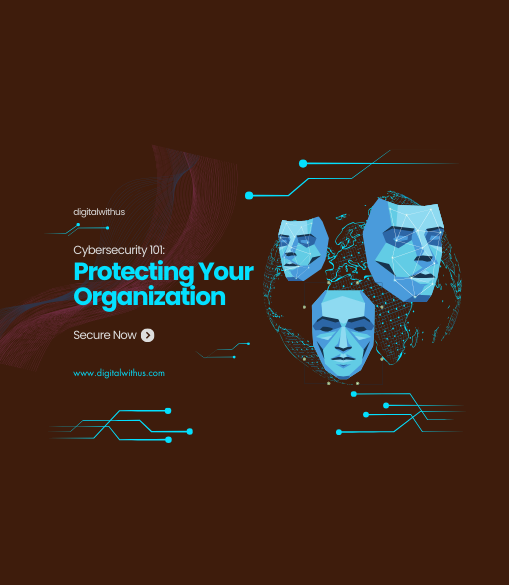 digitalwithus
Cybersecurity 101:
Protecting Your
Organization
Secure Now
www.digitalwithus.com